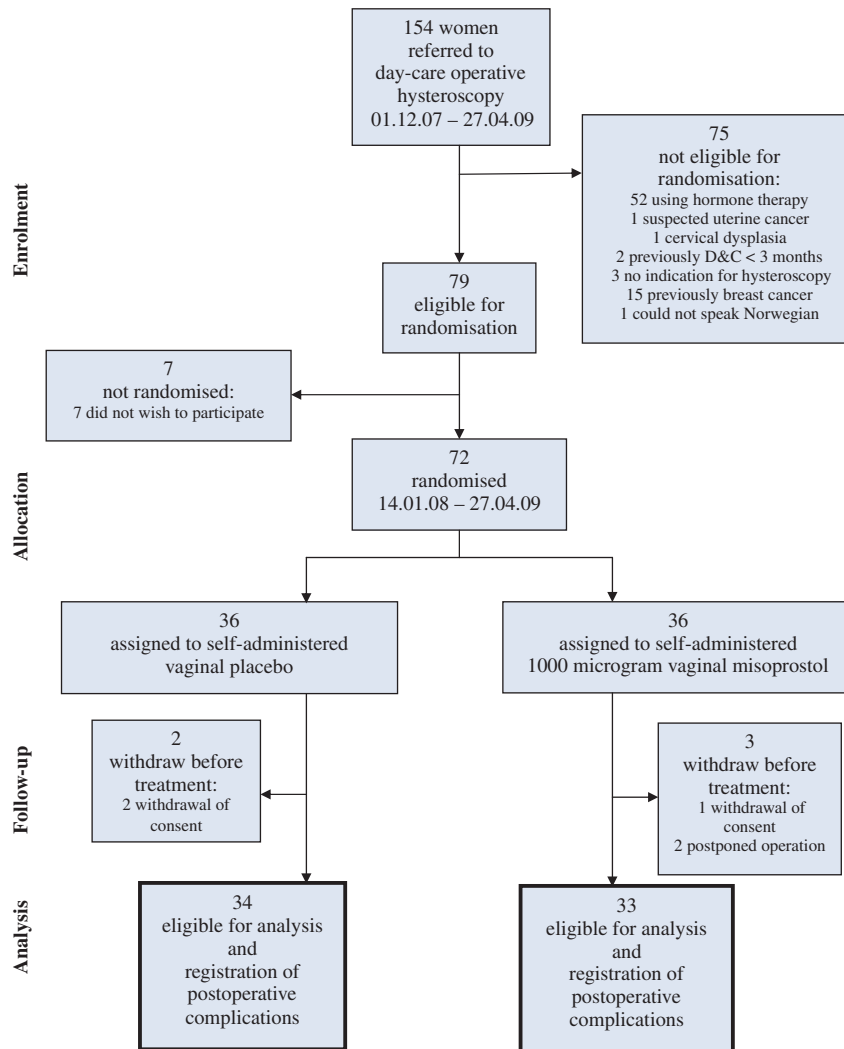 154 women
referred to
day-care operative
hysteroscopy
01.12.07 – 27.04.09
75
not eligible for
randomisation:
52 using hormone therapy
1 suspected uterine cancer
1 cervical dysplasia
2 previously D&C < 3 months
3 no indication for hysteroscopy
15 previously breast cancer
1 could not speak Norwegian
Enrolment
79
eligible for
randomisation
7
not randomised:
7 did not wish to participate
72
randomised
14.01.08 – 27.04.09
Allocation
36
assigned to self-administered
vaginal placebo
36
assigned to self-administered
1000 microgram vaginal misoprostol
Follow-up
2
withdraw before
treatment:
2 withdrawal of
consent
3
withdraw before
treatment:
1 withdrawal of
consent
2 postponed operation
Analysis
34
eligible for analysis
and
registration of
postoperative
complications
33
eligible for analysis
and
registration of
postoperative
complications